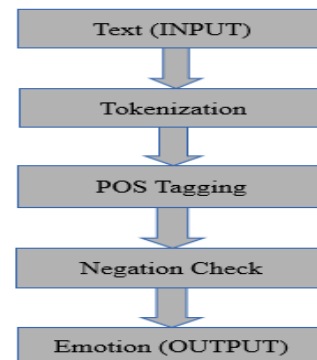 Text (INPUT)
Tokenization
POS Tagging
Negation Check
Emotion (OUTPUT)